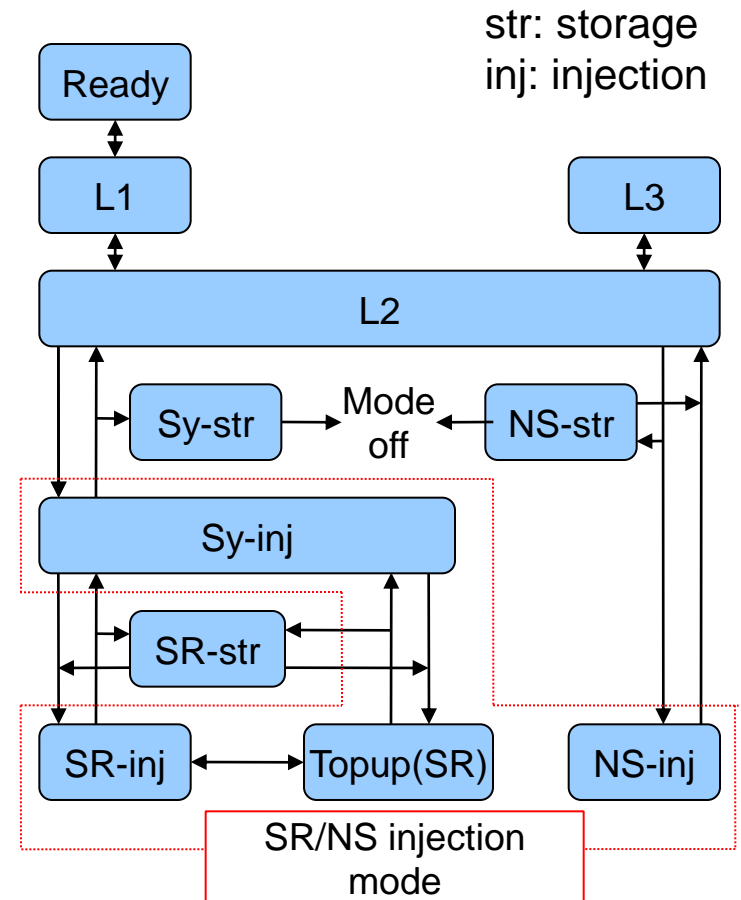 str: storage
inj: injection
Ready
L1
L3
L2
Sy-str
Mode
off
NS-str
Sy-inj
SR-str
SR-inj
Topup(SR)
NS-inj
SR/NS injection
mode